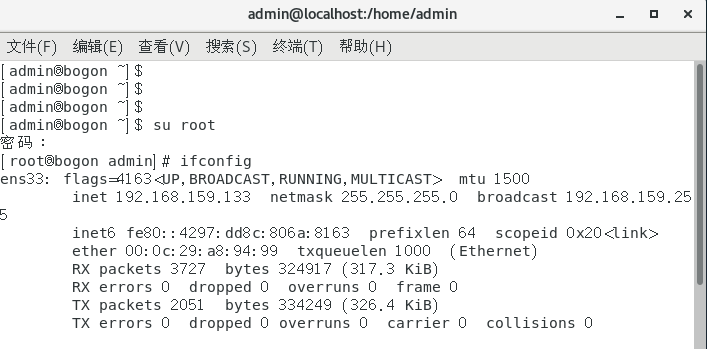 admin@localhost:/home/admin
文件(F) 编辑(E) 查看(V) 搜索(S) 终端(T) 帮助(H)
[admin@bogon ~]$
[admin@bogon ~]$
[admin@bogon ~]$
[admin@bogon ~]$ su root
密码：
[root@bogon admin]# ifconfig
ens33: flags=4163<UP,BROADCAST,RUNNING,MULTICAST>  mtu 1500
        inet 192.168.159.133  netmask 255.255.255.0  broadcast 192.168.159.25
5
        inet6 fe80::4297:dd8c:806a:8163  prefixlen 64  scopeid 0x20<link>
        ether 00:0c:29:a8:94:99  txqueuelen 1000  (Ethernet)
        RX packets 3727  bytes 324917 (317.3 KiB)
        RX errors 0  dropped 0  overruns 0  frame 0
        TX packets 2051  bytes 334249 (326.4 KiB)
        TX errors 0  dropped 0 overruns 0  carrier 0  collisions 0